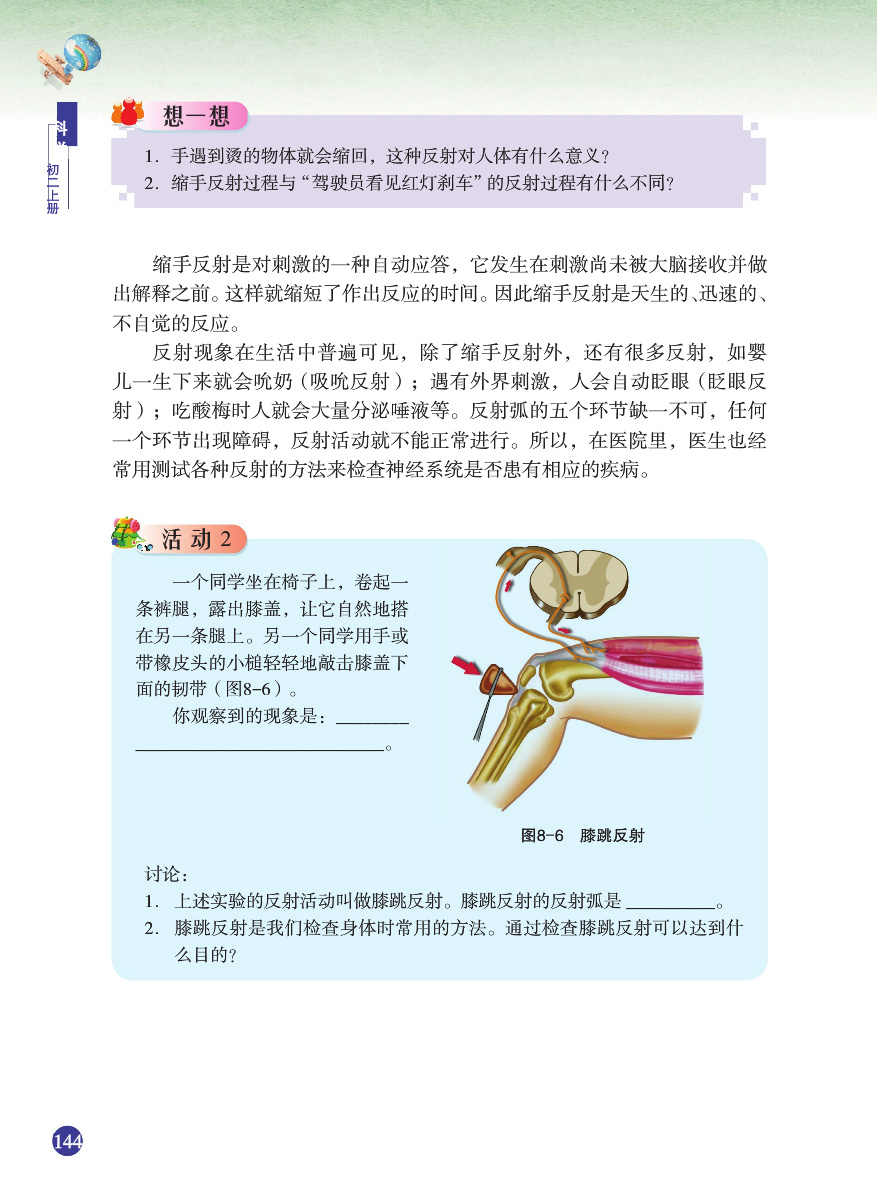 科
初二上册
想一想
1. 手遇到烫的物体就会缩回，这种反射对人体有什么意义？
2. 缩手反射过程与“驾驶员看见红灯刹车”的反射过程有什么不同？
缩手反射是对刺激的一种自动应答，它发生在刺激尚未被大脑接收并做
出解释之前。这样就缩短了作出反应的时间。因此缩手反射是天生的、迅速的、
不自觉的反应。
反射现象在生活中普遍可见，除了缩手反射外，还有很多反射，如婴
儿一生下来就会吮奶（吸吮反射）；遇有外界刺激，人会自动眨眼（眨眼反
射）；吃酸梅时人就会大量分泌唾液等。反射弧的五个环节缺一不可，任何
一个环节出现障碍，反射活动就不能正常进行。所以，在医院里，医生也经
常用测试各种反射的方法来检查神经系统是否患有相应的疾病。
活动2
一个同学坐在椅子上，卷起一
条裤腿，露出膝盖，让它自然地搭
在另一条腿上。另一个同学用手或
带橡皮头的小槌轻轻地敲击膝盖下
面的韧带（图8-6）。
你观察到的现象是：________
___________________________。
图8-6 膝跳反射
讨论：
1. 上述实验的反射活动叫做膝跳反射。膝跳反射的反射弧是__________。
2. 膝跳反射是我们检查身体时常用的方法。通过检查膝跳反射可以达到什
么目的？
144